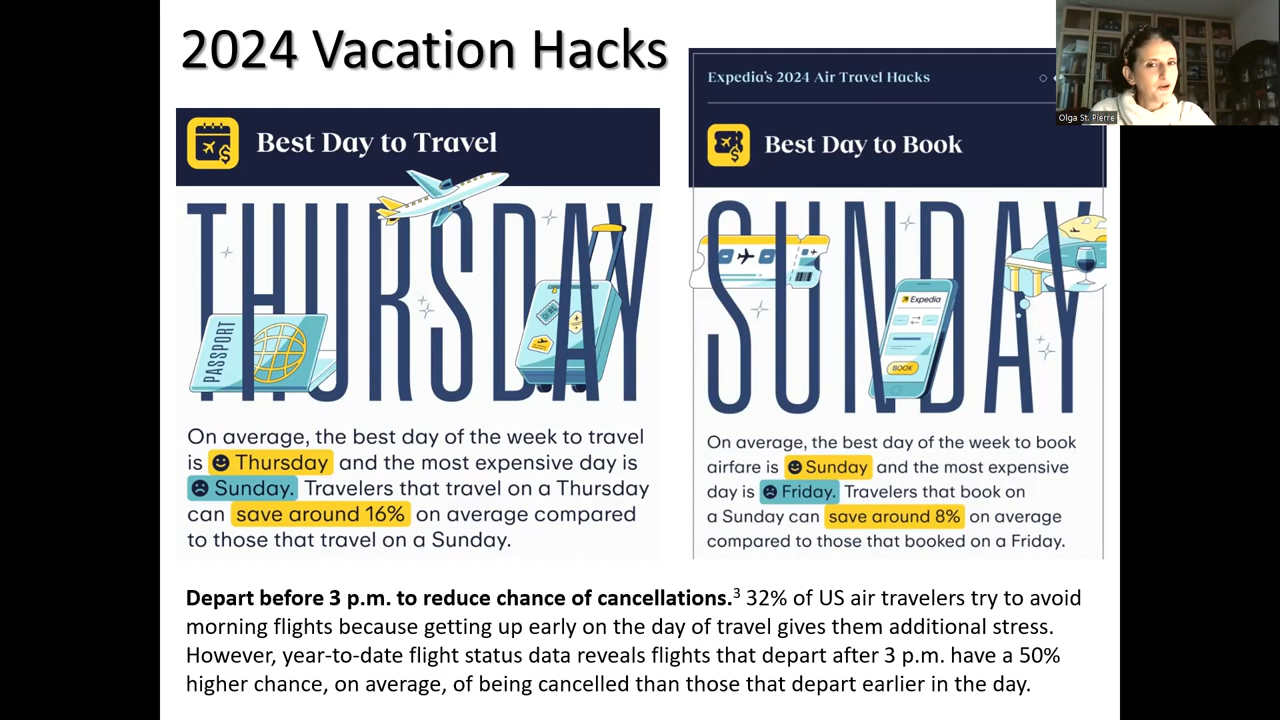 2024 Vacation Hacks
Best Day to Travel
THURSDAY
PASSPORT
On average, the best day of the week to travel
is Thursday and the most expensive day is
Sunday. Travelers that travel on a Thursday
can save around 16% on average compared
to those that travel on a Sunday.
Expedia's 2024 Air Travel Hacks
Best Day to Book
SUNDAY
Expedia
BOOK
On average, the best day of the week to book
airfare is Sunday and the most expensive
day is Friday. Travelers that book on
a Sunday can save around 8% on average
compared to those that booked on a Friday.
Depart before 3 p.m. to reduce chance of cancellations.³ 32% of US air travelers try to avoid
morning flights because getting up early on the day of travel gives them additional stress.
However, year-to-date flight status data reveals flights that depart after 3 p.m. have a 50%
higher chance, on average, of being cancelled than those that depart earlier in the day.
Olga St. Pierre